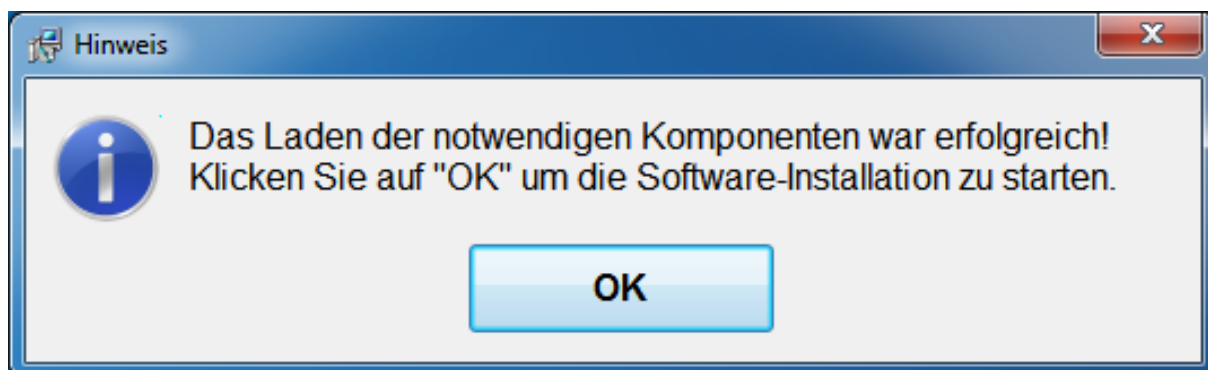 Hinweis
Das Laden der notwendigen Komponenten war erfolgreich!
Klicken Sie auf "OK" um die Software-Installation zu starten.
OK